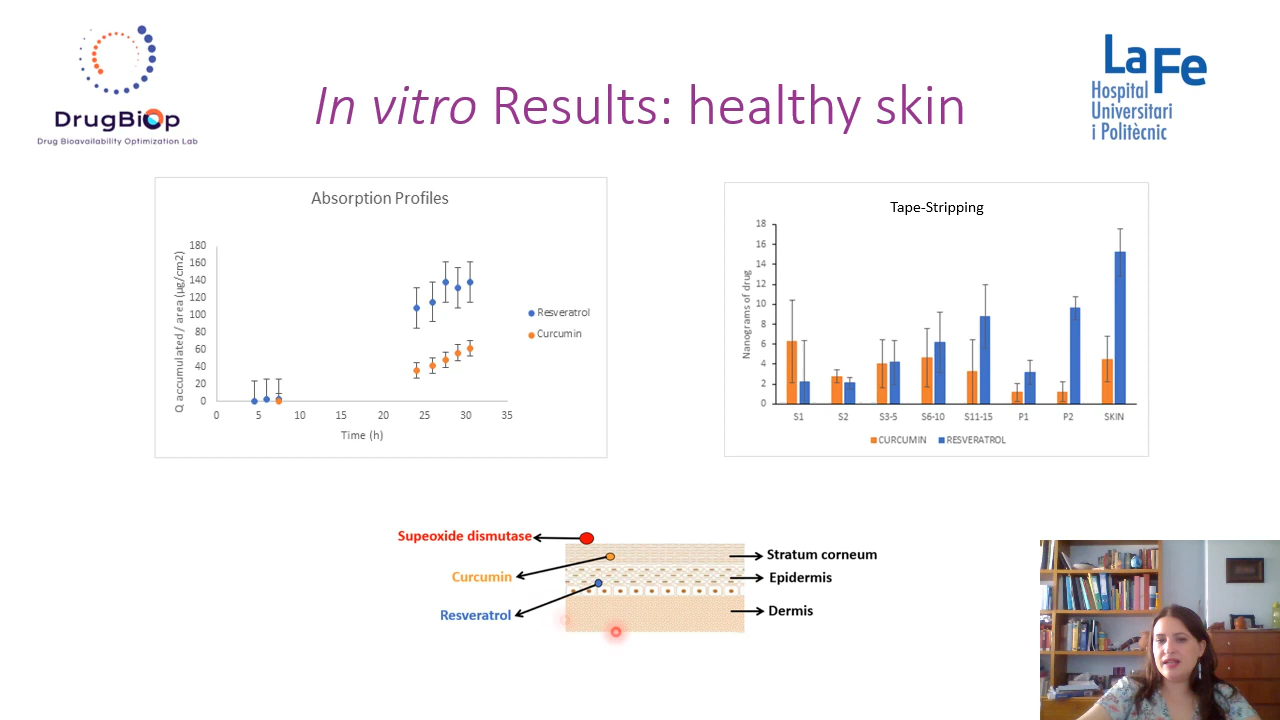 DrugBiOp
Drug Bioavailability Optimization Lab
In vitro Results: healthy skin
LaFe
Hospital
Universitari
i Politècnic
Absorption Profiles
Q accumulated / area (µg/cm2)
180
160
140
120
100
80
60
40
20
0
0 5 10 15 20 25 30 35
Time (h)
Resveratrol
Curcumin
Tape-Stripping
Nanograms of drug
18
16
14
12
10
8
6
4
2
0
S1 S2 S3-5 S6-10 S11-15 P1 P2 SKIN
CURCUMIN RESVERATROL
Supeoxide dismutase
Curcumin
Resveratrol
Stratum corneum
Epidermis
Dermis